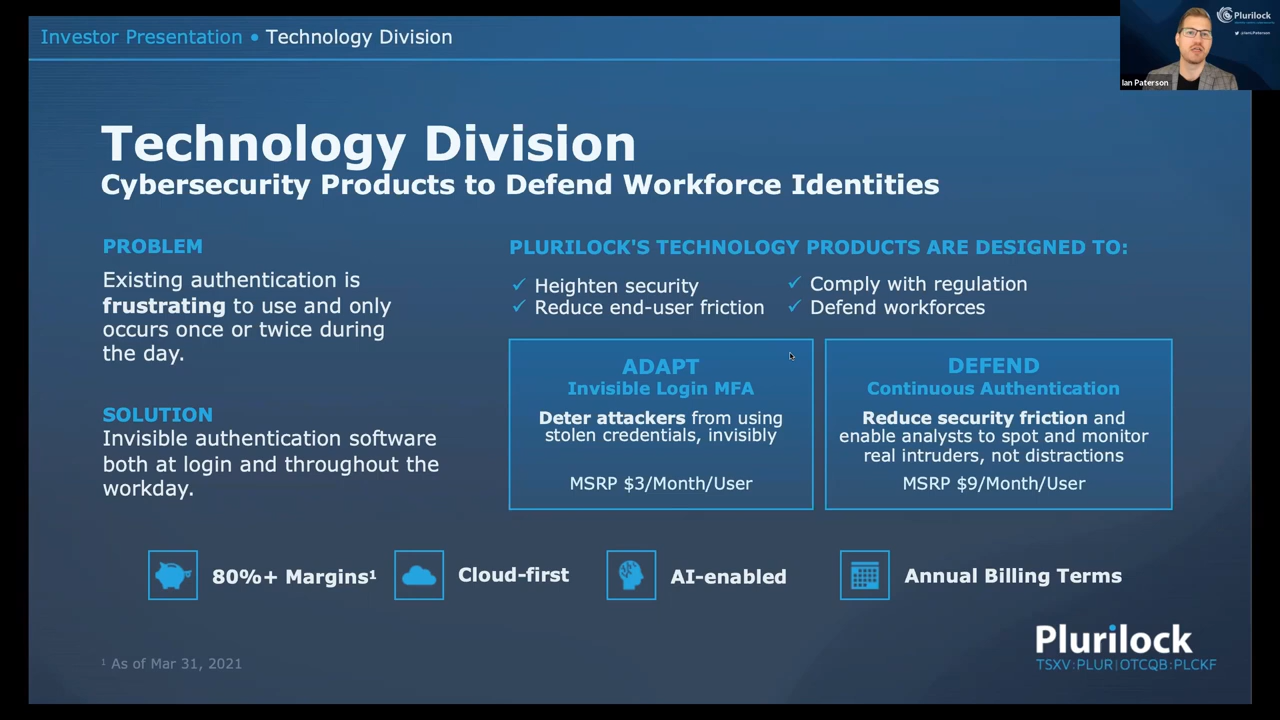 Investor Presentation • Technology Division
Plurilock
@IanLPaterson
Ian Paterson
Technology Division
Cybersecurity Products to Defend Workforce Identities
PROBLEM
Existing authentication is
frustrating to use and only
occurs once or twice during
the day.
SOLUTION
Invisible authentication software
both at login and throughout the
workday.
PLURILOCK'S TECHNOLOGY PRODUCTS ARE DESIGNED TO:
✓ Heighten security
✓ Reduce end-user friction
✓ Comply with regulation
✓ Defend workforces
ADAPT
Invisible Login MFA
Deter attackers from using
stolen credentials, invisibly
MSRP $3/Month/User
DEFEND
Continuous Authentication
Reduce security friction and
enable analysts to spot and monitor
real intruders, not distractions
MSRP $9/Month/User
80%+ Margins¹
Cloud-first
AI-enabled
Annual Billing Terms
¹ As of Mar 31, 2021
Plurilock
TSXV:PLUR|OTCQB:PLCKF